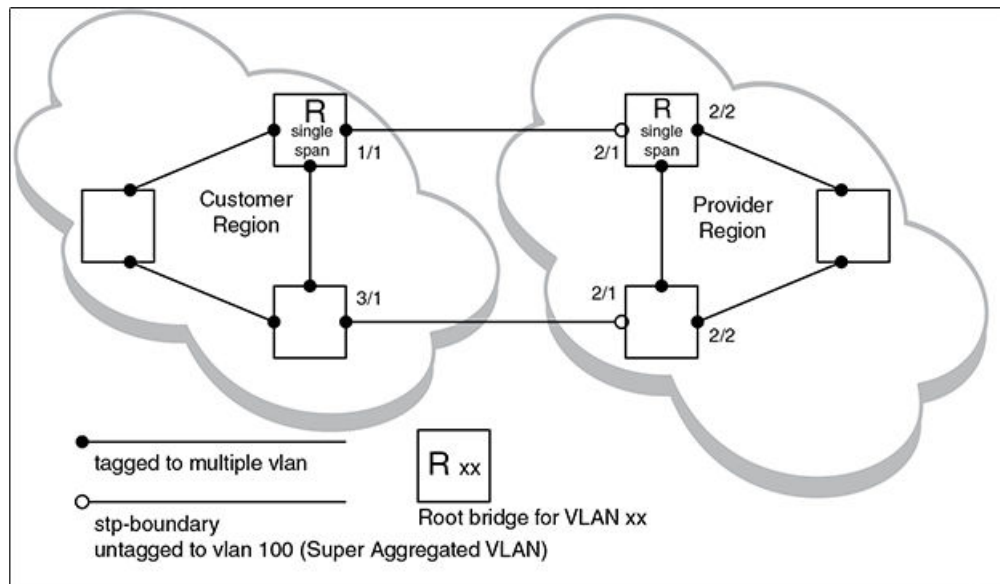 R
single
span
1/1
R
single
span
2/2
2/1
Customer
Region
Provider
Region
3/1
2/1
2/2
tagged to multiple vlan
stp-boundary
untagged to vlan 100 (Super Aggregated VLAN)
R xx
Root bridge for VLAN xx